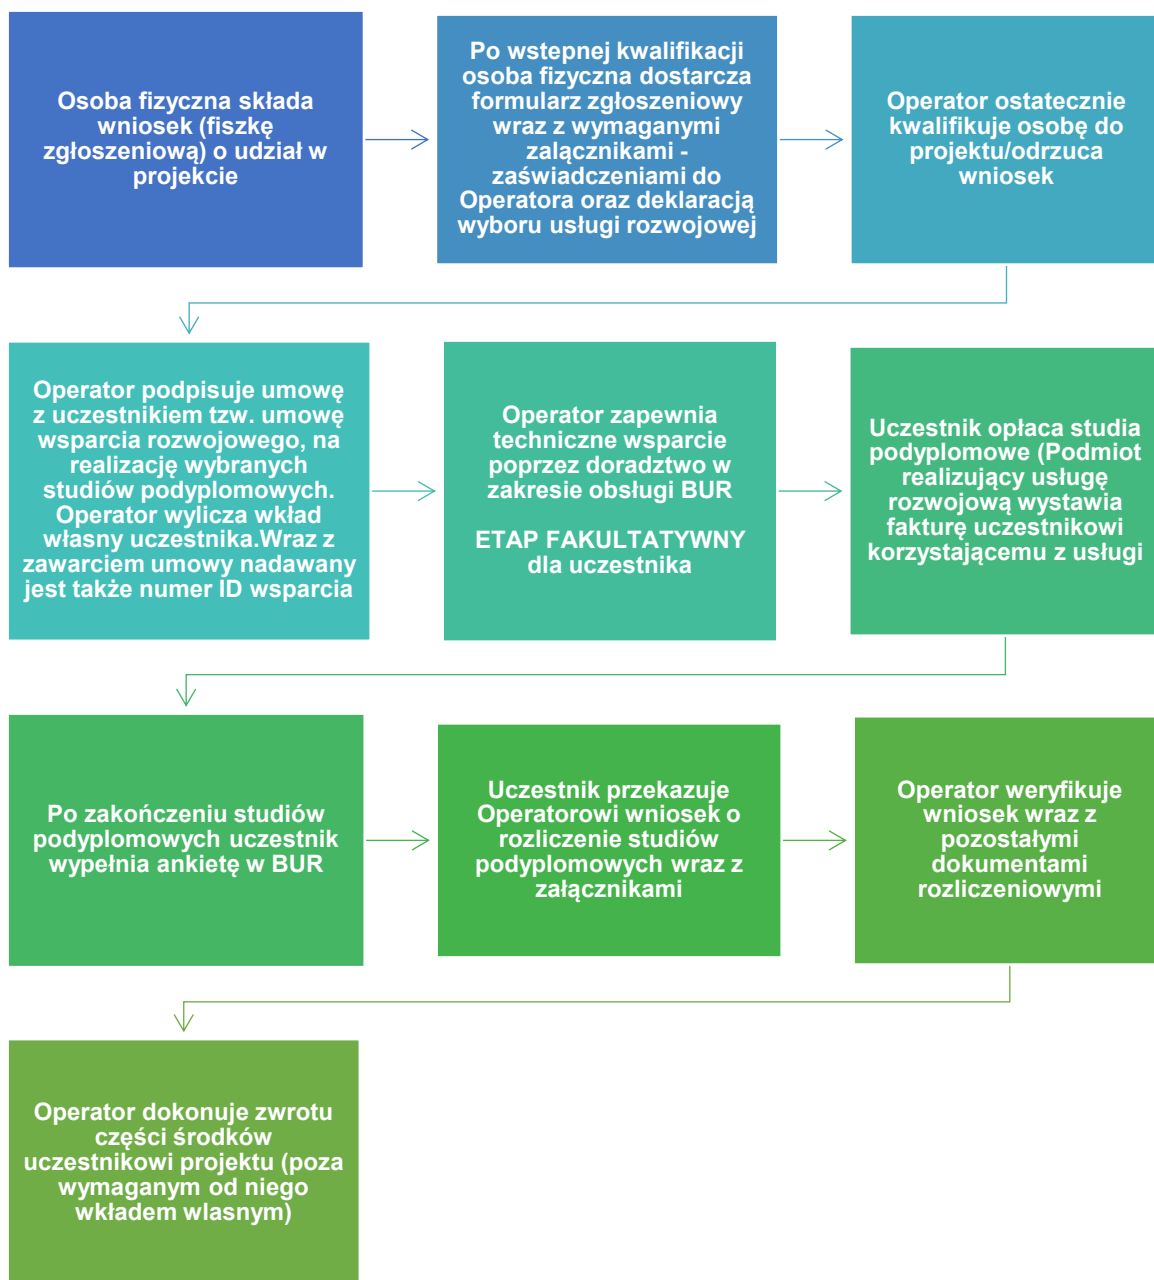 Osoba fizyczna składa
wniosek (fiszkę
zgłoszeniową) o udział w
projekcie
Po wstepnej kwalifikacji
osoba fizyczna dostarcza
formularz zgłoszeniowy
wraz z wymaganymi
zalącznikami -
zaświadczeniami do
Operatora oraz deklaracją
wyboru usługi rozwojowej
Operator ostatecznie
kwalifikuje osobę do
projektu/odrzuca
wniosek
Operator podpisuje umowę
z uczestnikiem tzw. umowę
wsparcia rozwojowego, na
realizację wybranych
studiów podyplomowych.
Operator wylicza wkład
własny uczestnika.Wraz z
zawarciem umowy nadawany
jest także numer ID wsparcia
Operator zapewnia
techniczne wsparcie
poprzez doradztwo w
zakresie obsługi BUR
ETAP FAKULTATYWNY
dla uczestnika
Uczestnik opłaca studia
podyplomowe (Podmiot
realizujący usługę
rozwojową wystawia
fakturę uczestnikowi
korzystającemu z usługi
Po zakończeniu studiów
podyplomowych uczestnik
wypełnia ankietę w BUR
Uczestnik przekazuje
Operatorowi wniosek o
rozliczenie studiów
podyplomowych wraz z
załącznikami
Operator weryfikuje
wniosek wraz z
pozostałymi
dokumentami
rozliczeniowymi
Operator dokonuje zwrotu
części środków
uczestnikowi projektu (poza
wymaganym od niego
wkładem wlasnym)